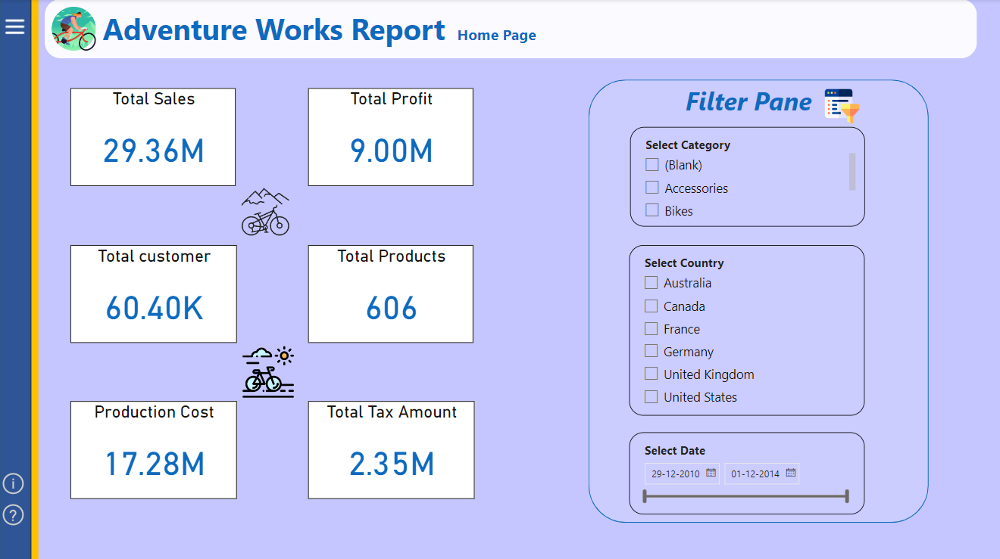 Adventure Works Report Home Page
Total Sales
29.36M
Total Profit
9.00M
Total customer
60.40K
Total Products
606
Production Cost
17.28M
Total Tax Amount
2.35M
Filter Pane
Select Category
(Blank)
Accessories
Bikes
Select Country
Australia
Canada
France
Germany
United Kingdom
United States
Select Date
29-12-2010 01-12-2014
i
?